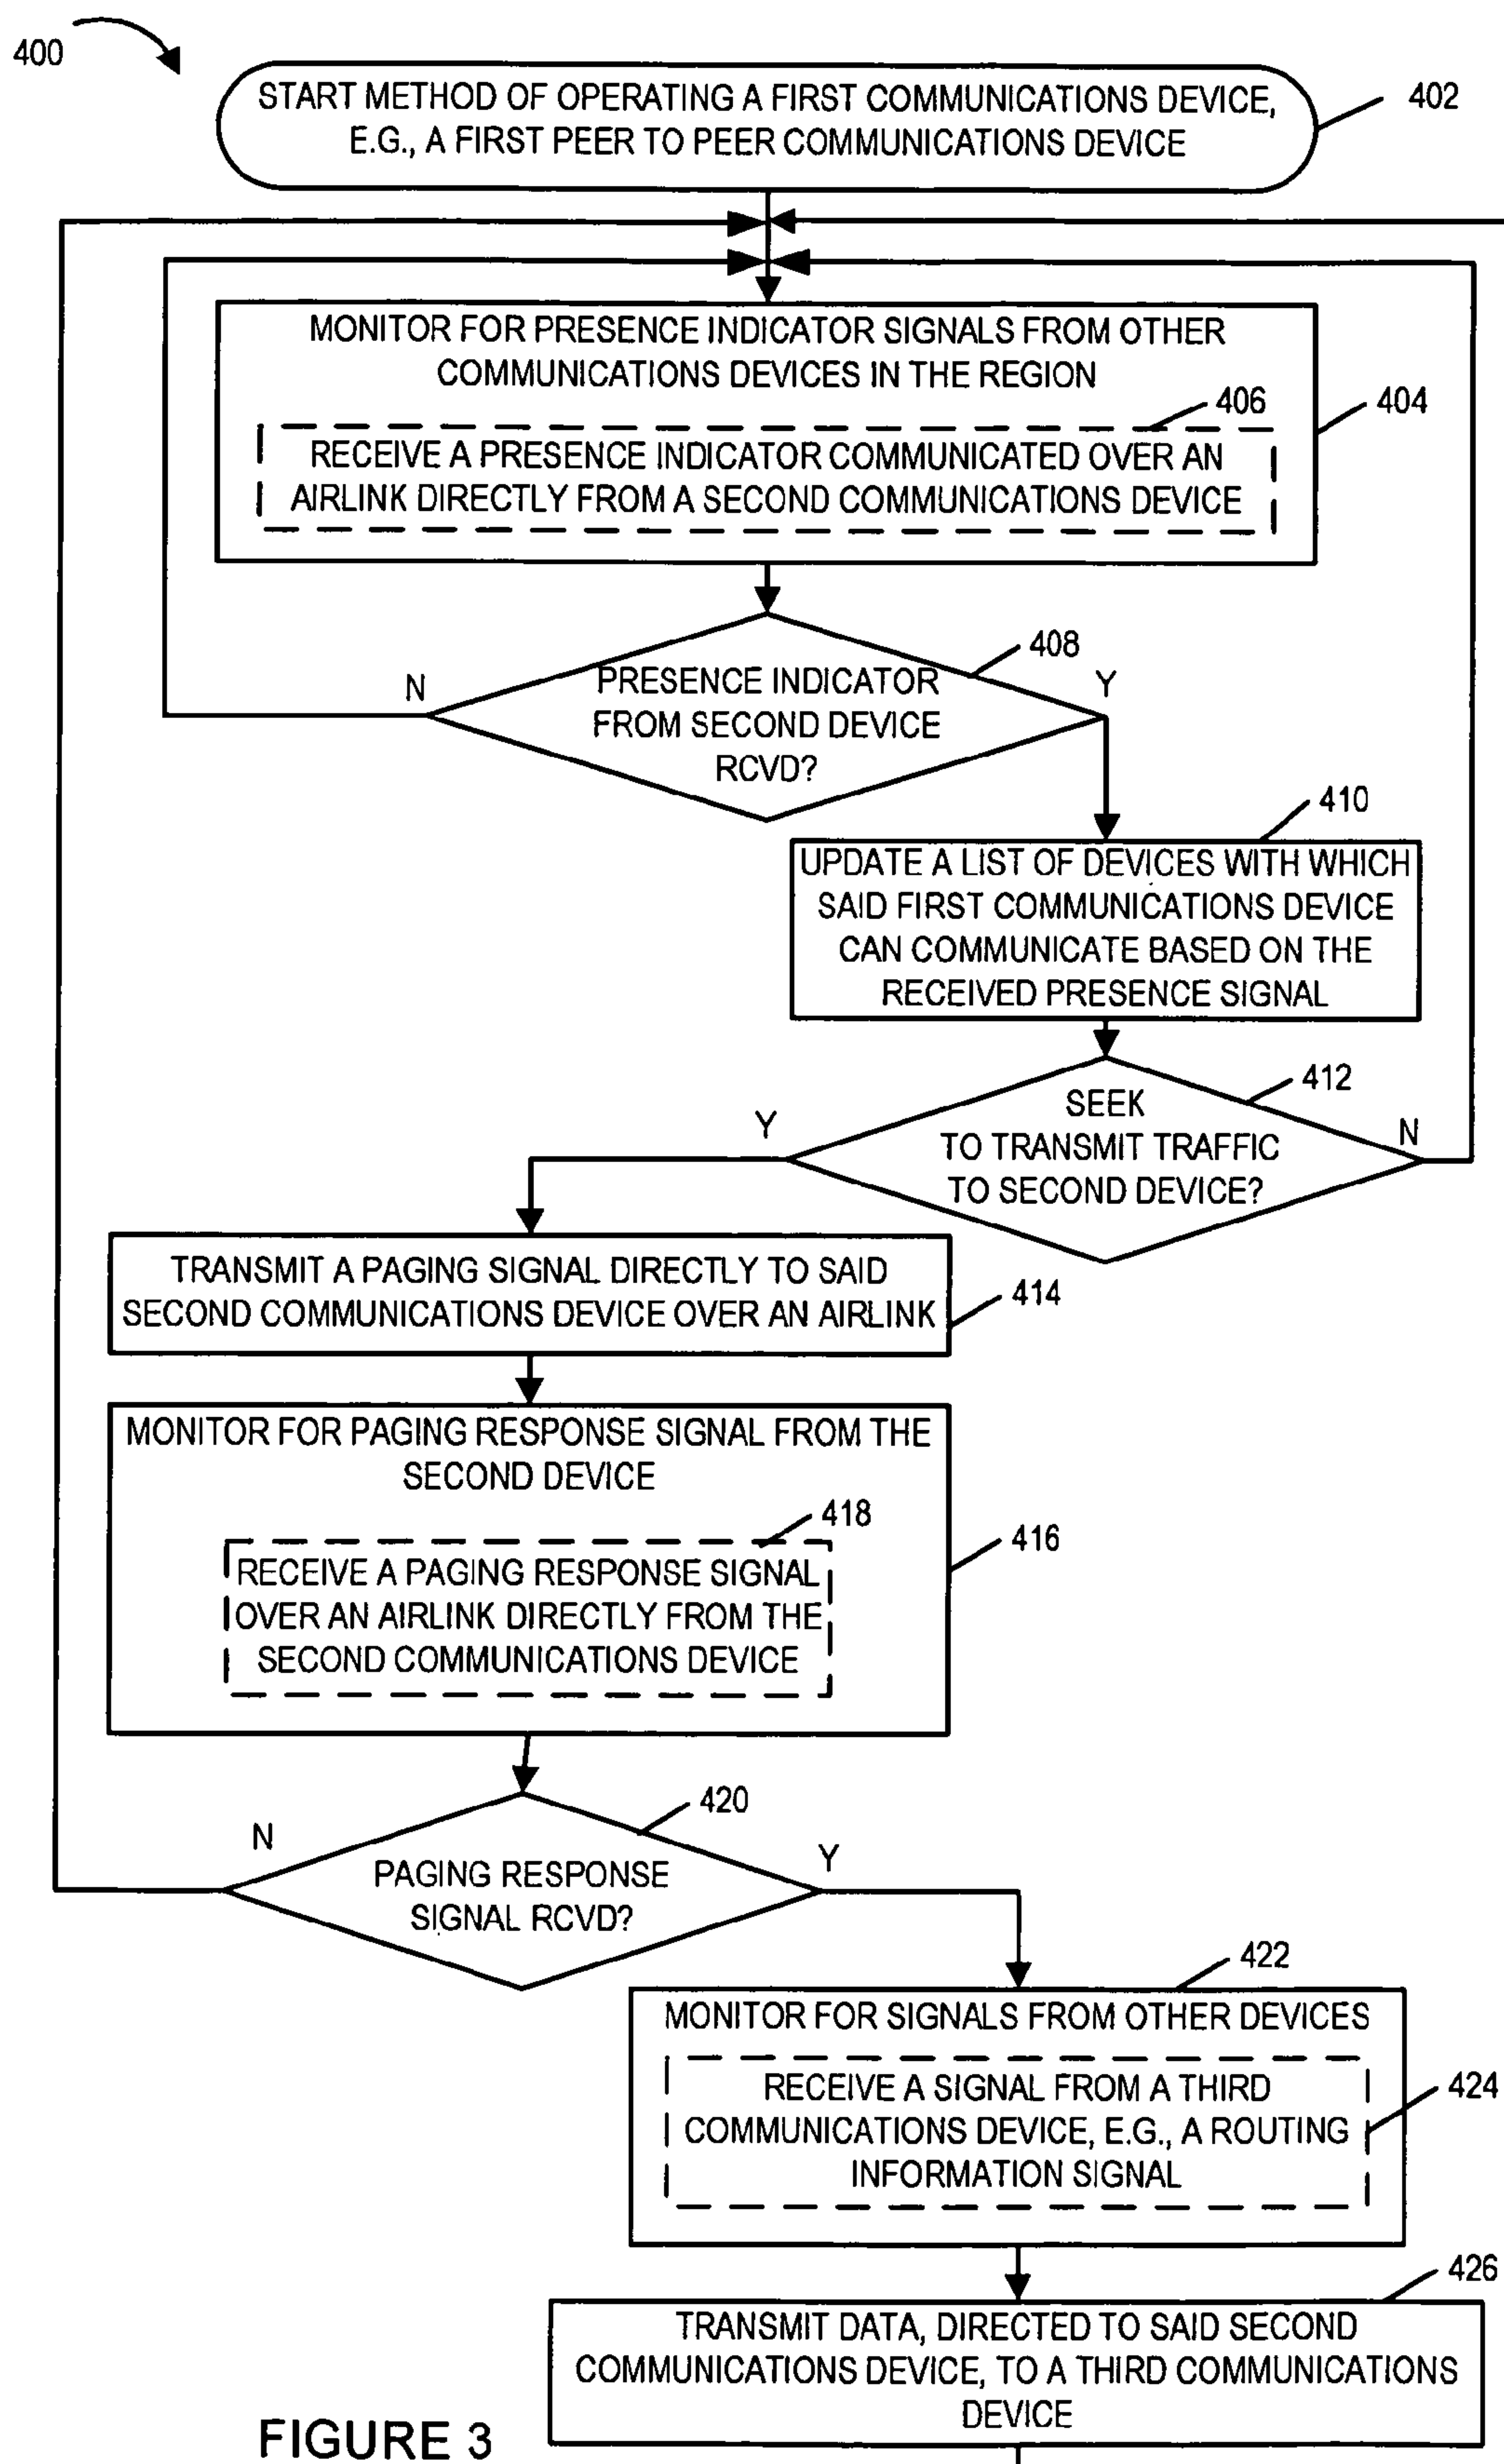 400
START METHOD OF OPERATING A FIRST COMMUNICATIONS DEVICE,
E.G., A FIRST PEER TO PEER COMMUNICATIONS DEVICE
402
MONITOR FOR PRESENCE INDICATOR SIGNALS FROM OTHER
COMMUNICATIONS DEVICES IN THE REGION
406
404
RECEIVE A PRESENCE INDICATOR COMMUNICATED OVER AN
AIRLINK DIRECTLY FROM A SECOND COMMUNICATIONS DEVICE
408
N
Y
PRESENCE INDICATOR
FROM SECOND DEVICE
RCVD?
410
UPDATE A LIST OF DEVICES WITH WHICH
SAID FIRST COMMUNICATIONS DEVICE
CAN COMMUNICATE BASED ON THE
RECEIVED PRESENCE SIGNAL
412
Y
N
SEEK
TO TRANSMIT TRAFFIC
TO SECOND DEVICE?
TRANSMIT A PAGING SIGNAL DIRECTLY TO SAID
SECOND COMMUNICATIONS DEVICE OVER AN AIRLINK
414
MONITOR FOR PAGING RESPONSE SIGNAL FROM THE
SECOND DEVICE
418
416
RECEIVE A PAGING RESPONSE SIGNAL
OVER AN AIRLINK DIRECTLY FROM THE
SECOND COMMUNICATIONS DEVICE
420
N
Y
PAGING RESPONSE
SIGNAL RCVD?
422
MONITOR FOR SIGNALS FROM OTHER DEVICES
424
RECEIVE A SIGNAL FROM A THIRD
COMMUNICATIONS DEVICE, E.G., A ROUTING
INFORMATION SIGNAL
426
TRANSMIT DATA, DIRECTED TO SAID SECOND
COMMUNICATIONS DEVICE, TO A THIRD COMMUNICATIONS
DEVICE
FIGURE 3